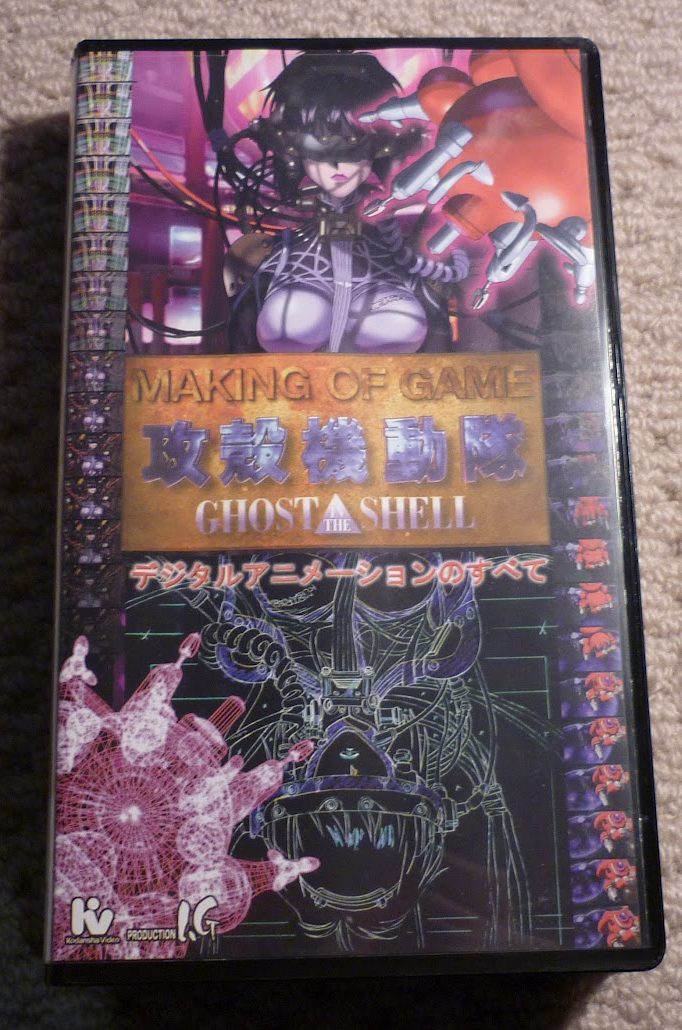 MAKING OF GAME
攻殻機動隊
GHOST IN THE SHELL
デジタルアニメーションのすべて
Kodansha Video
PRODUCTION I.G